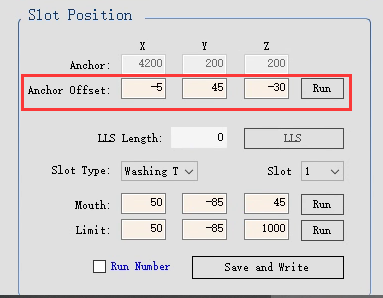 Slot Position
X Y Z
Anchor: 4200 200 200
Anchor Offset: -5 45 -30 Run
LLS Length: 0 LLS
Slot Type: Washing T Slot 1
Mouth: 50 -85 45 Run
Limit: 50 -85 1000 Run
Run Number Save and Write